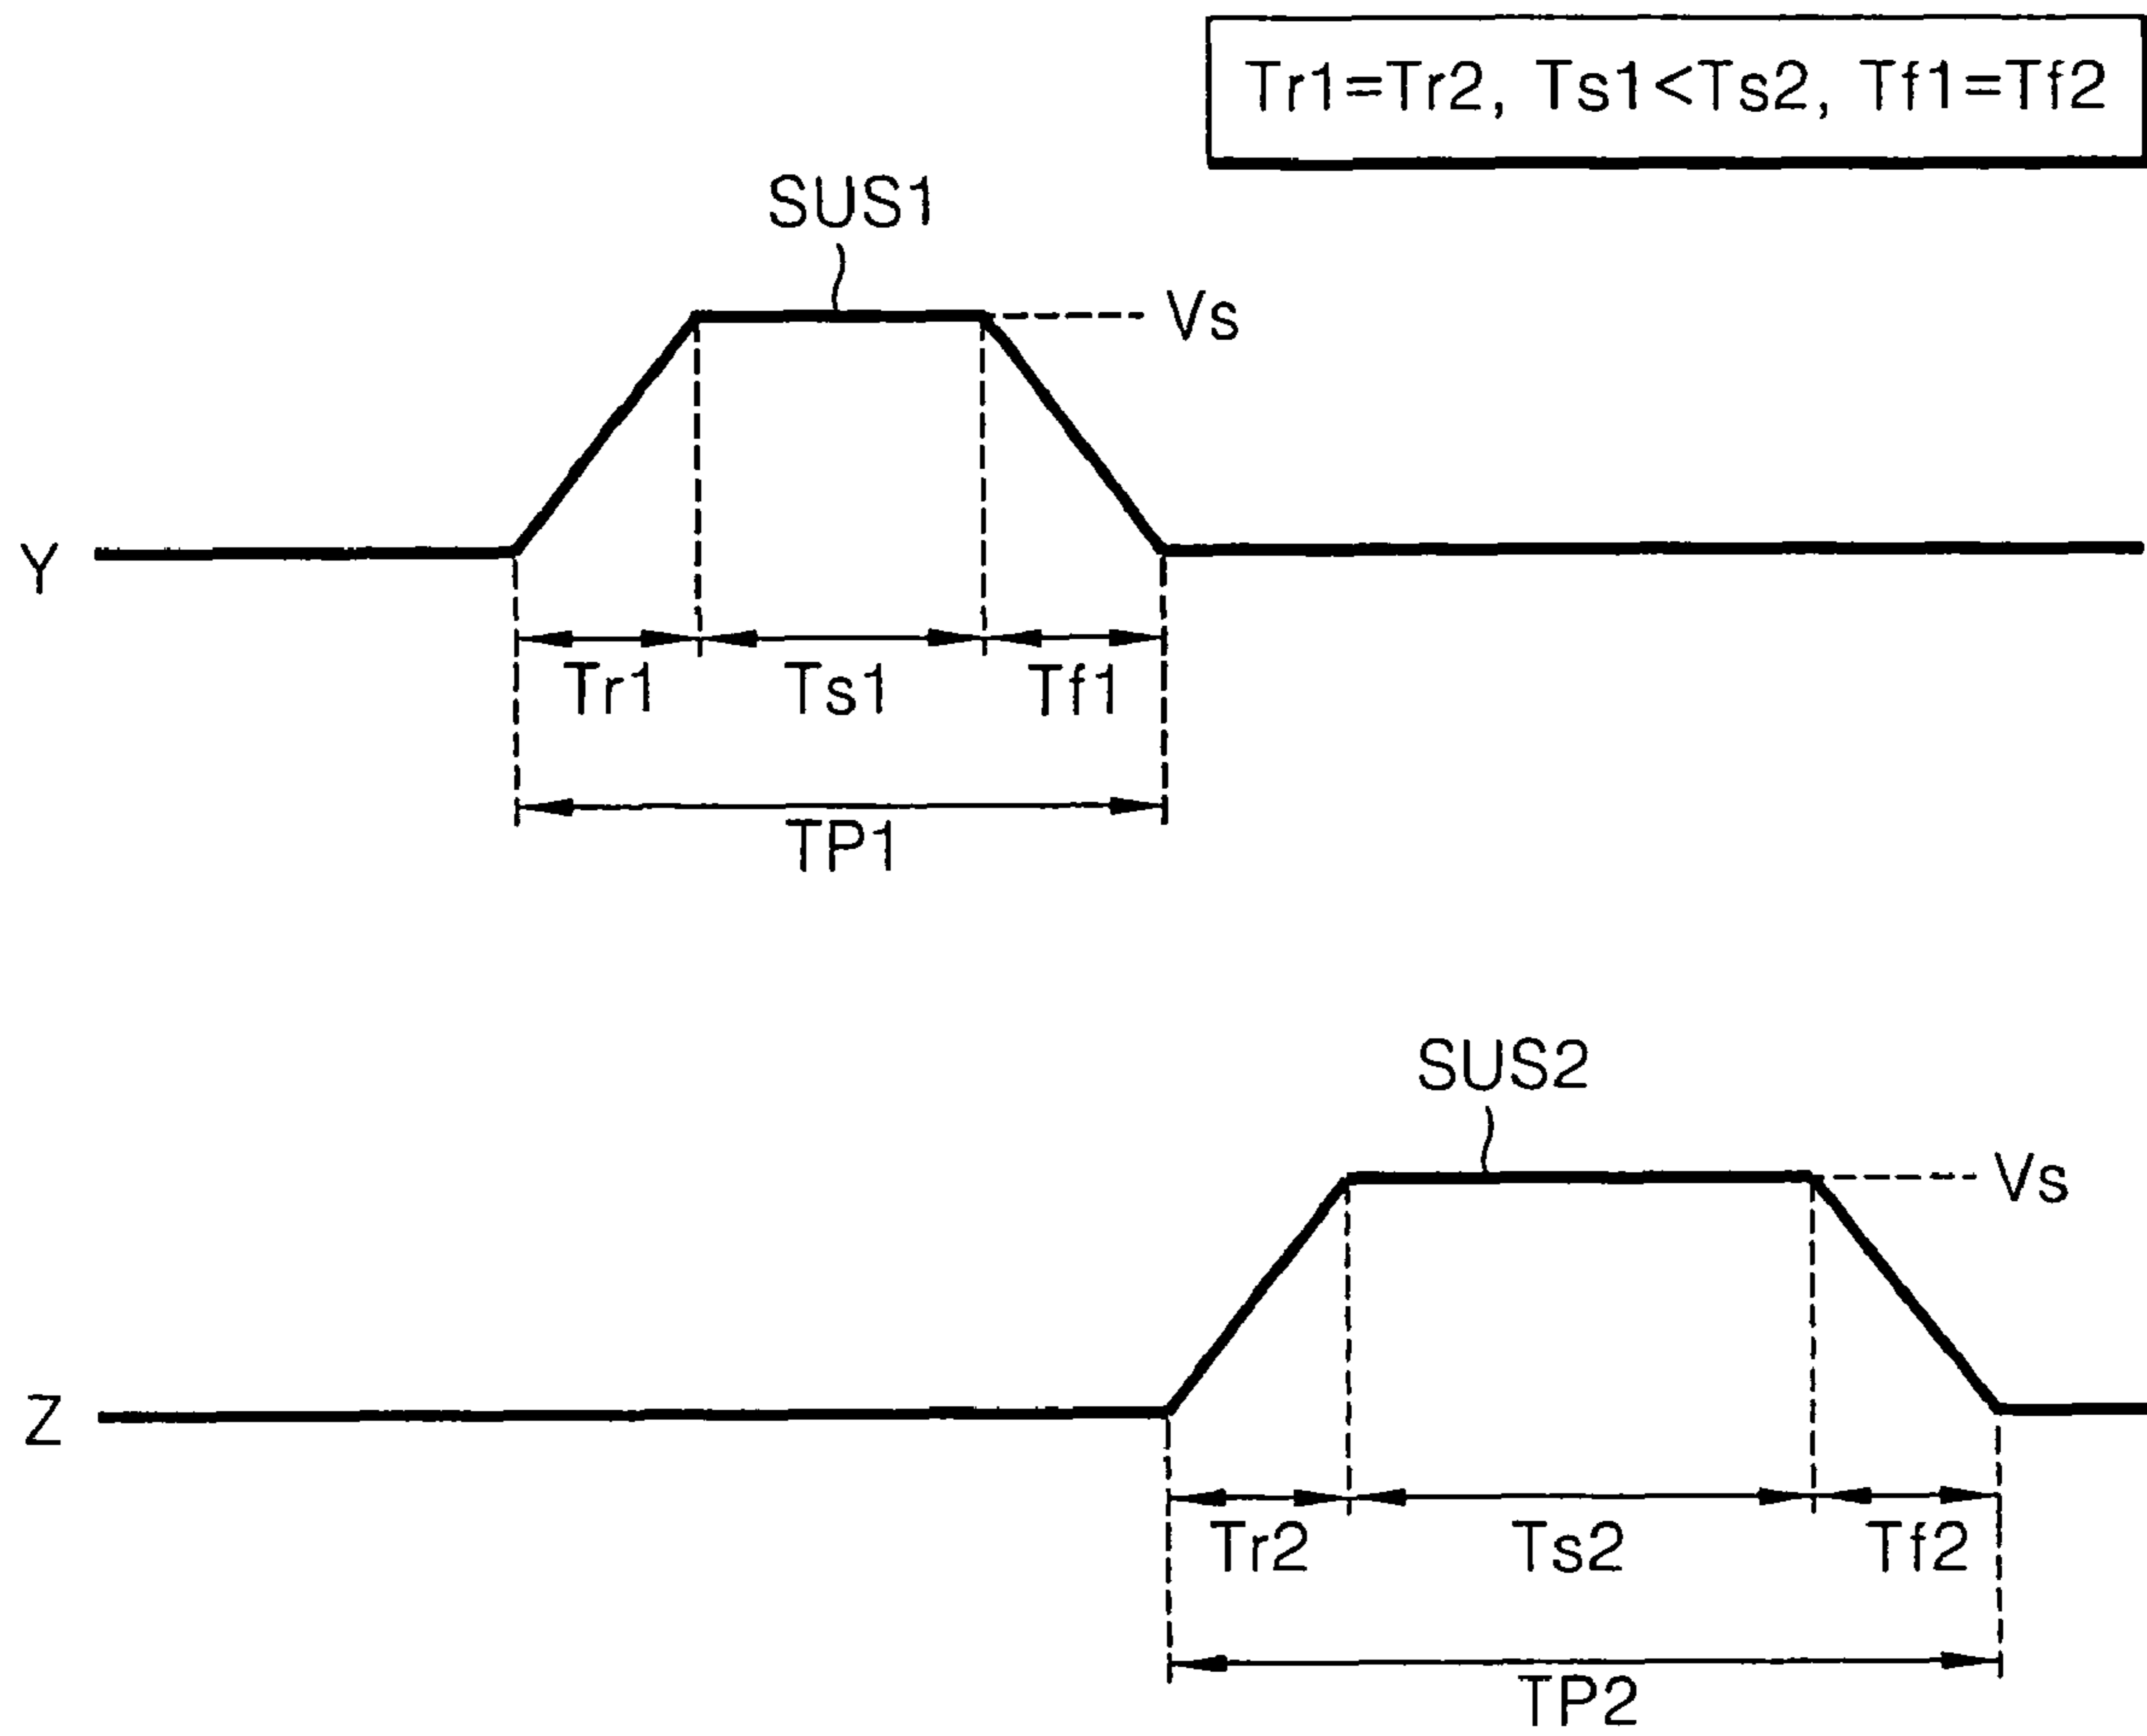 Tr1=Tr2, Ts1<Ts2, Tf1=Tf2
SUS1
Vs
Y
Tr1 Ts1 Tf1
TP1
SUS2
Vs
Z
Tr2 Ts2 Tf2
TP2